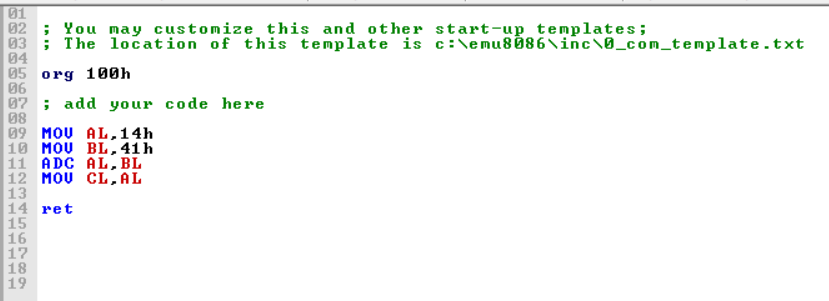 01
02 ; You may customize this and other start-up templates;
03 ; The location of this template is c:\emu8086\inc\0_com_template.txt
04
05 org 100h
06
07 ; add your code here
08
09 MOV AL,14h
10 MOV BL,41h
11 ADC AL,BL
12 MOV CL,AL
13
14 ret
15
16
17
18
19